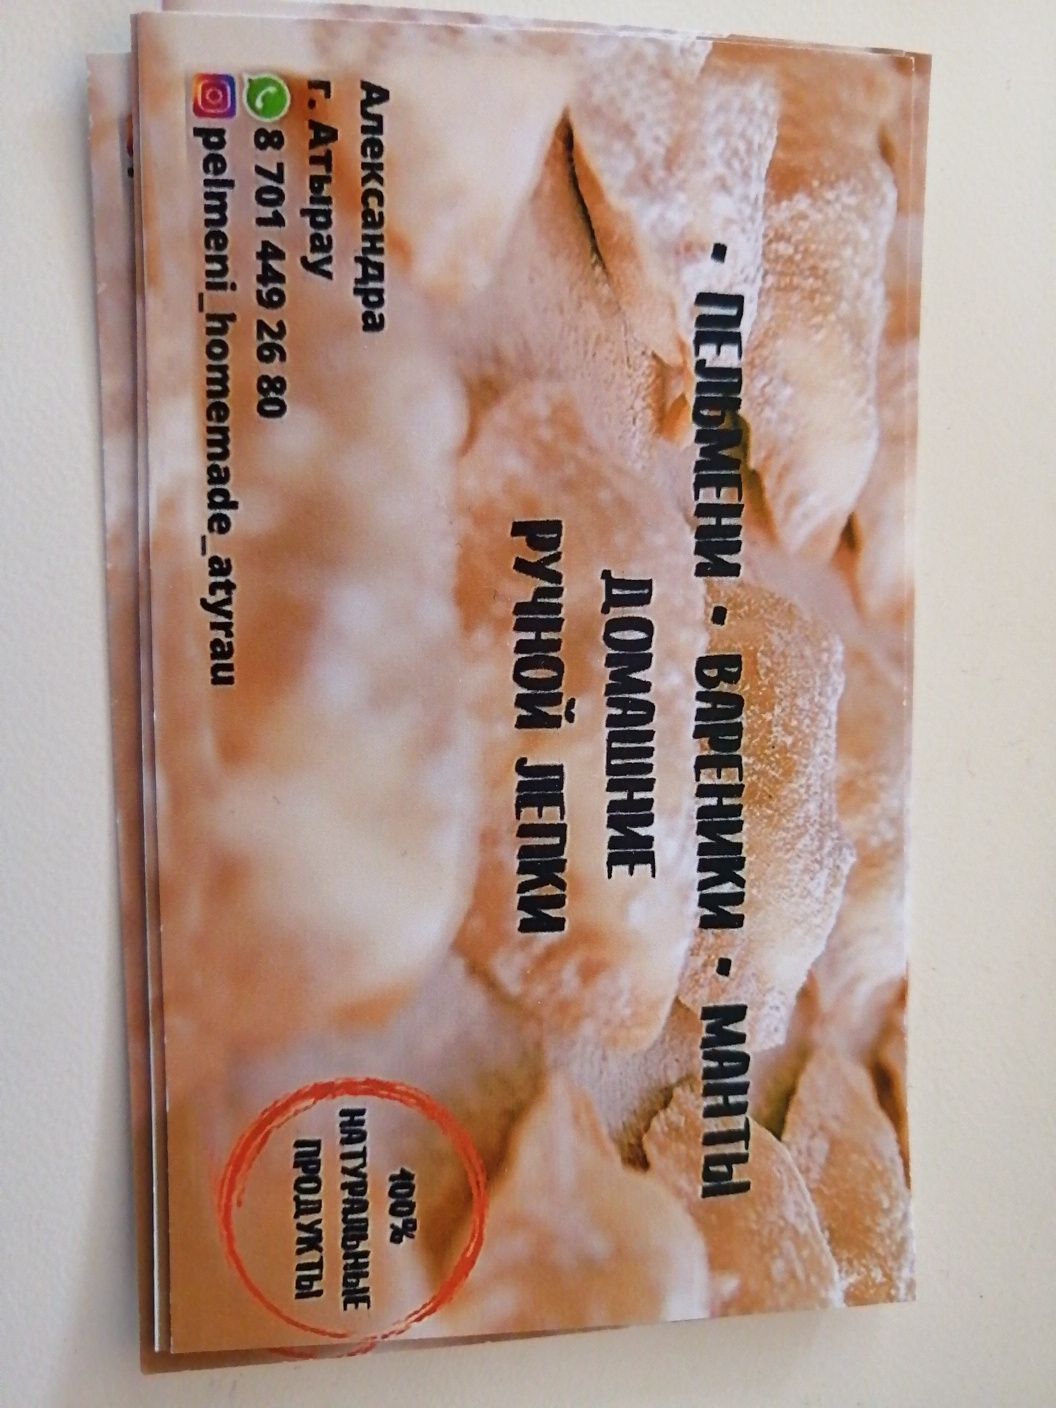 · ПЕЛЬМЕНИ · ВАРЕНИКИ · МАНТЫ
ДОМАШНИЕ
РУЧНОЙ ЛЕПКИ
Александра
г. Атырау
8 701 449 26 80
pelmeni_homemade_atyrau
100%
НАТУРАЛЬНЫЕ
ПРОДУКТЫ